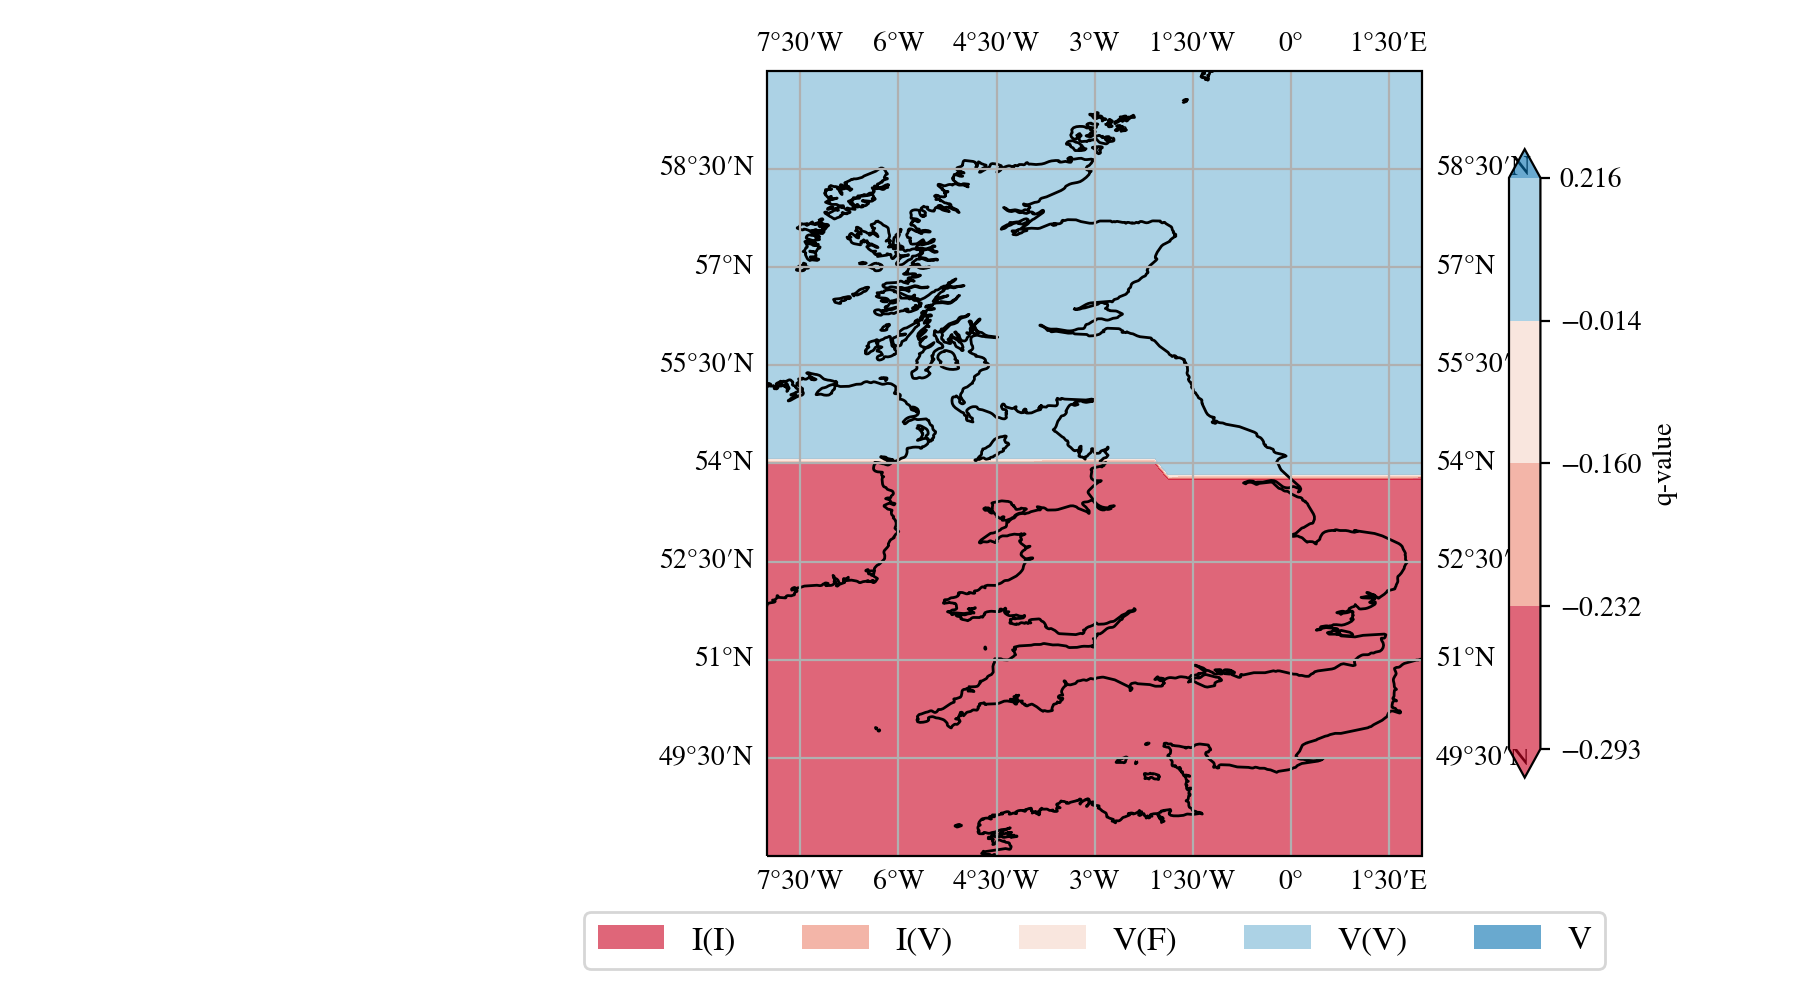 7°30′W 6°W 4°30′W 3°W 1°30′W 0° 1°30′E
58°30′N 58°30′N 0.216
57°N 57°N
−0.014
55°30′N 55°30′N
54°N 54°N −0.160
q-value
52°30′N 52°30′N
−0.232
51°N 51°N
49°30′N 49°30′N −0.293
7°30′W 6°W 4°30′W 3°W 1°30′W 0° 1°30′E
I(I) I(V) V(F) V(V) V